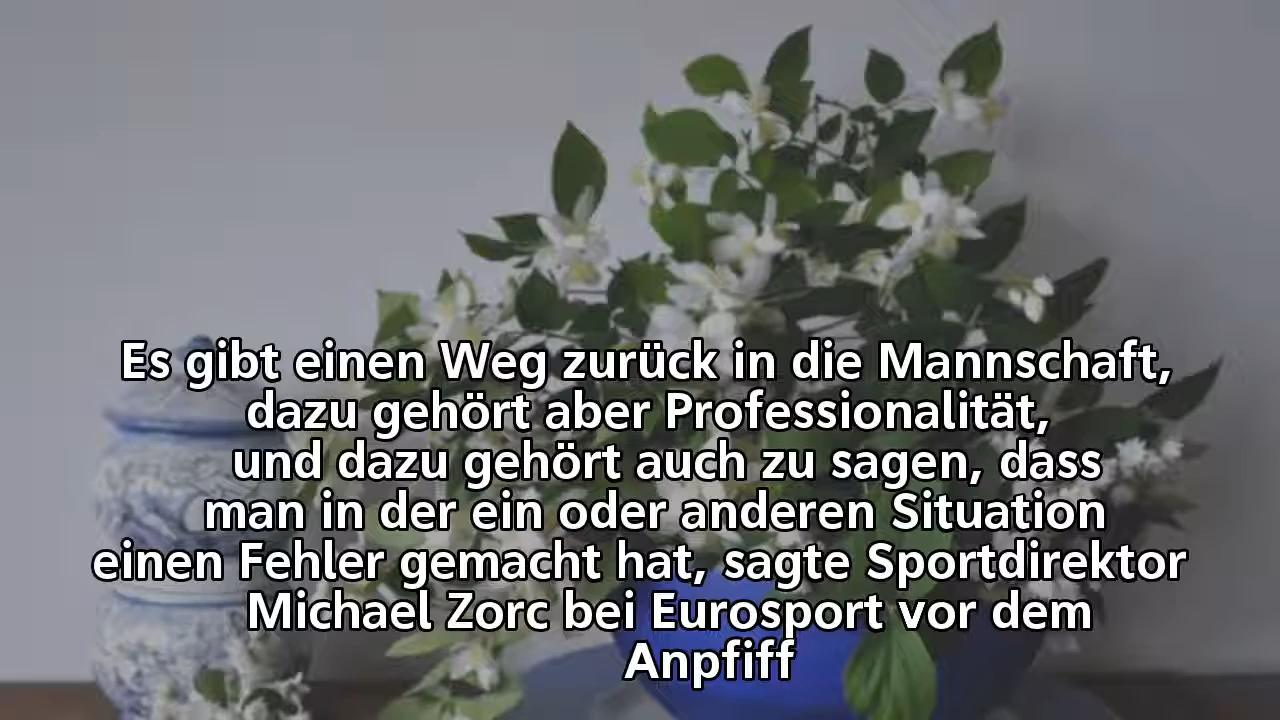 Es gibt einen Weg zurück in die Mannschaft,
dazu gehört aber Professionalität,
und dazu gehört auch zu sagen, dass
man in der ein oder anderen Situation
einen Fehler gemacht hat, sagte Sportdirektor
Michael Zorc bei Eurosport vor dem
Anpfiff